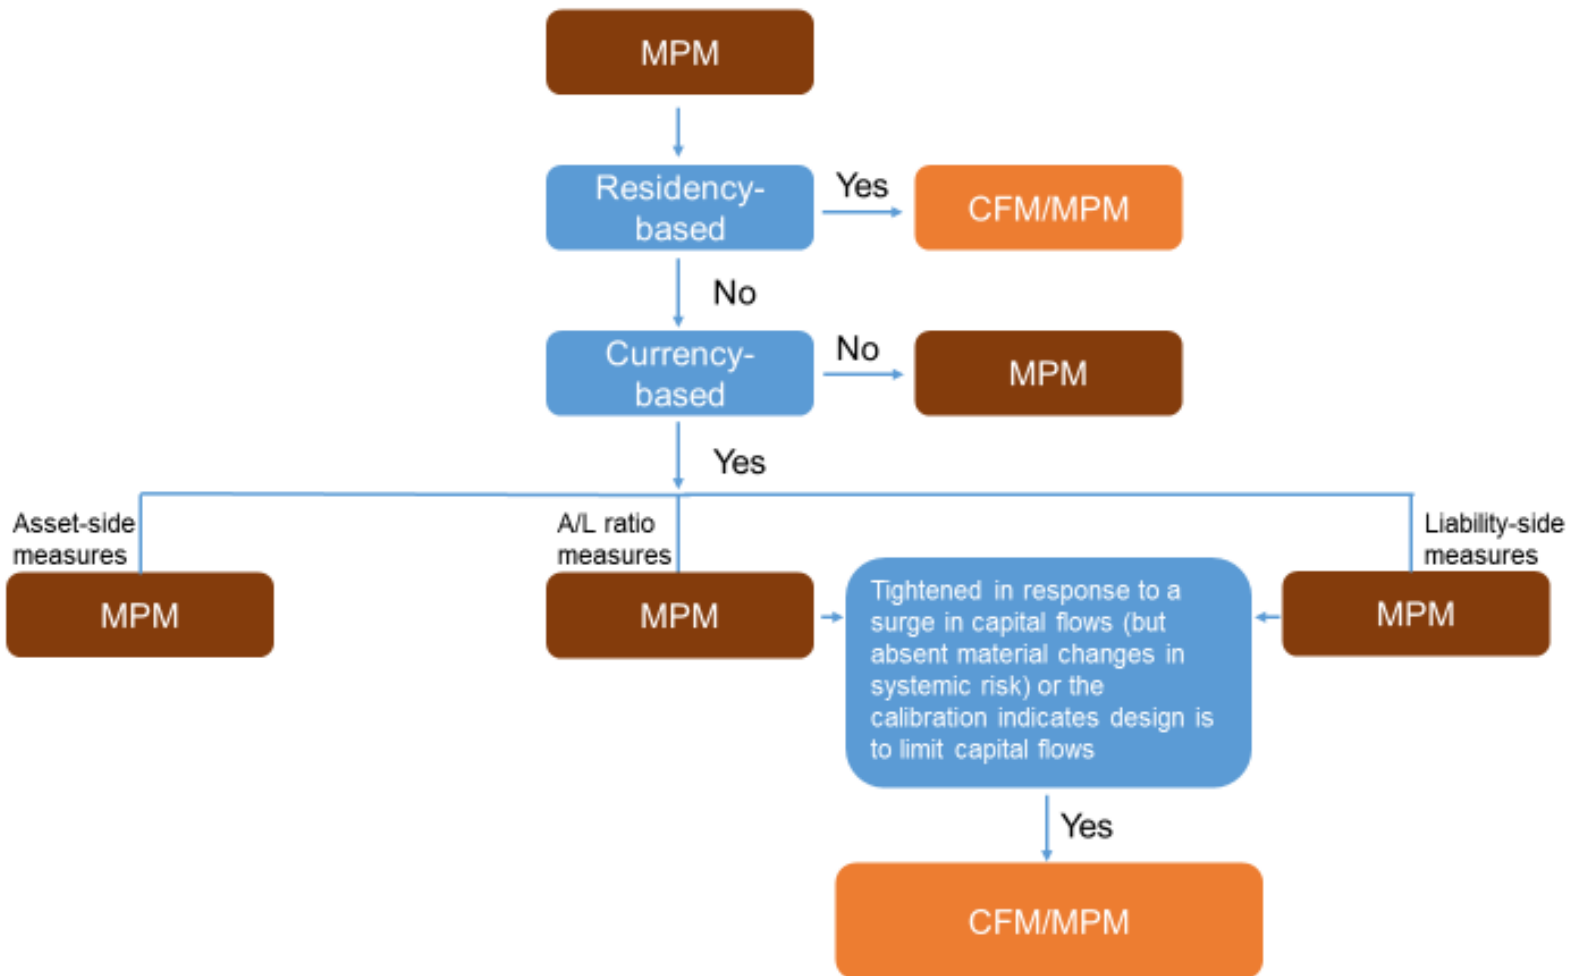 MPM
Residency-
based
Yes
CFM/MPM
No
Currency-
based
No
MPM
Yes
Asset-side
measures
MPM
A/L ratio
measures
MPM
Tightened in response to a
surge in capital flows (but
absent material changes in
systemic risk) or the
calibration indicates design is
to limit capital flows
Liability-side
measures
MPM
Yes
CFM/MPM